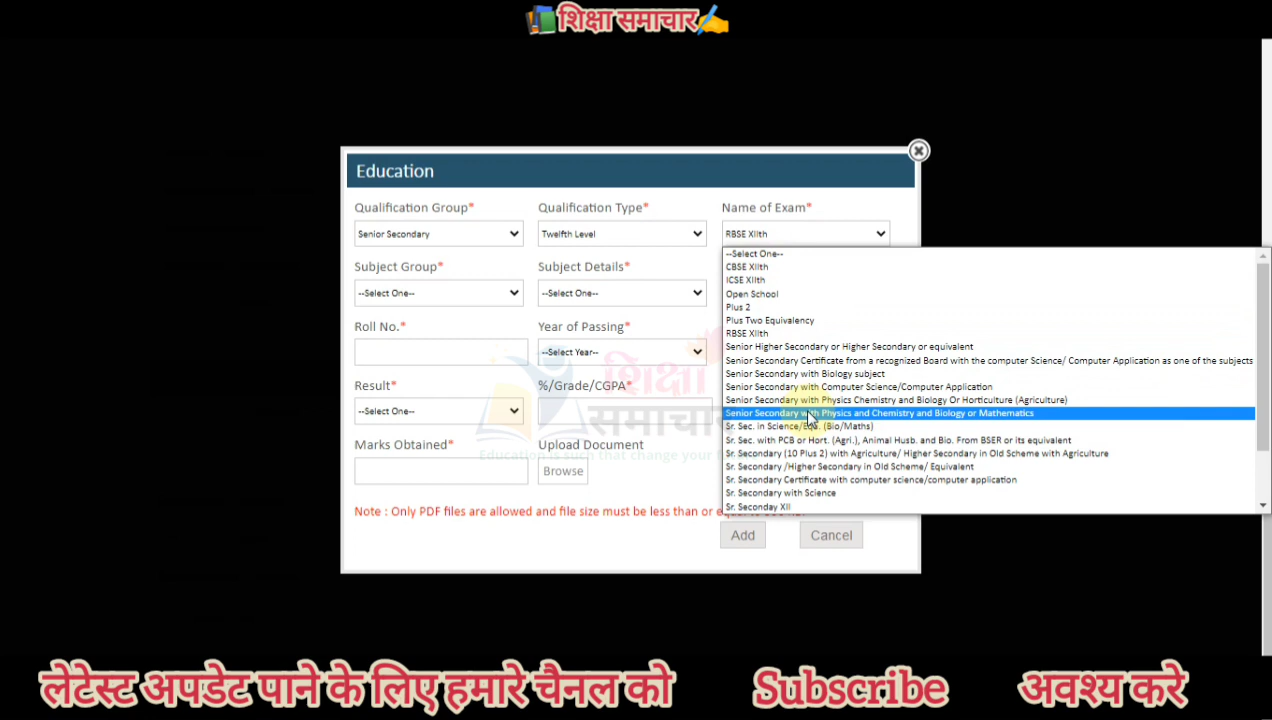 शिक्षा समाचार
Education
Qualification Group*
Qualification Type*
Name of Exam*
Senior Secondary
Twelfth Level
RBSE XIIth
--Select One--
CBSE XIIth
ICSE XIIth
Open School
Plus 2
Plus Two Equivalency
RBSE XIIth
Senior Higher Secondary or Higher Secondary or equivalent
Senior Secondary Certificate from a recognized Board with the computer Science/ Computer Application as one of the subjects
Senior Secondary with Biology subject
Senior Secondary with Computer Science/Computer Application
Senior Secondary with Physics Chemistry and Biology Or Horticulture (Agriculture)
Senior Secondary with Physics and Chemistry and Biology or Mathematics
Sr. Sec. in Science/Equ. (Bio/Maths)
Sr. Sec. with PCB or Hort. (Agri.), Animal Husb. and Bio. From BSER or its equivalent
Sr. Secondary (10 Plus 2) with Agriculture/ Higher Secondary in Old Scheme with Agriculture
Sr. Secondary /Higher Secondary in Old Scheme/ Equivalent
Sr. Secondary Certificate with computer science/computer application
Sr. Secondary with Science
Sr. Seconday XII
Subject Group*
Subject Details*
--Select One--
--Select One--
Roll No.*
Year of Passing*
--Select Year--
Result*
%/Grade/CGPA*
--Select One--
शिक्षा
समाचार
Education is such that change your
Marks Obtained*
Upload Document
Browse
Note : Only PDF files are allowed and file size must be less than or
Add
Cancel
लेटेस्ट अपडेट पाने के लिए हमारे चैनल को Subscribe अवश्य करे